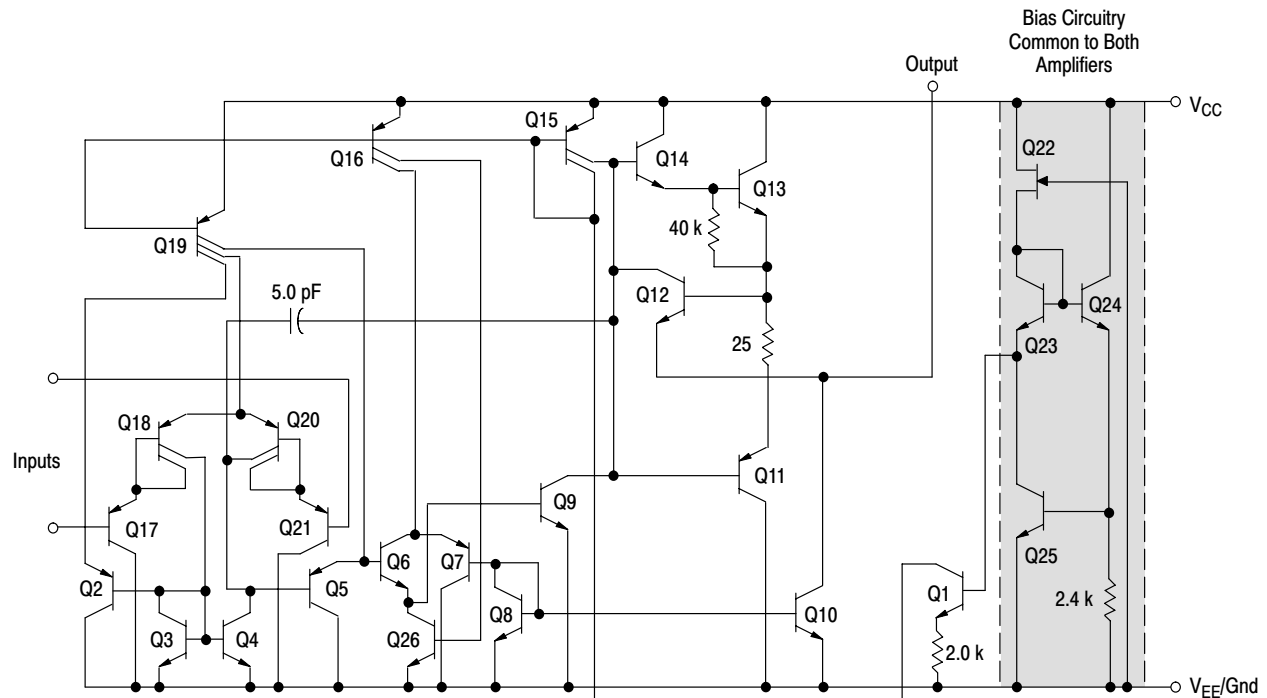 Bias Circuitry
Common to Both
Amplifiers
Output
VCC
Q15
Q22
Q16
Q14
Q13
40 k
Q19
5.0 pF
Q12
Q24
Q23
25
Q18
Q20
Inputs
Q11
Q9
Q17
Q21
Q25
Q6
Q7
Q2
Q5
Q1
2.4 k
Q3
Q4
Q26
Q8
Q10
2.0 k
VEE/Gnd